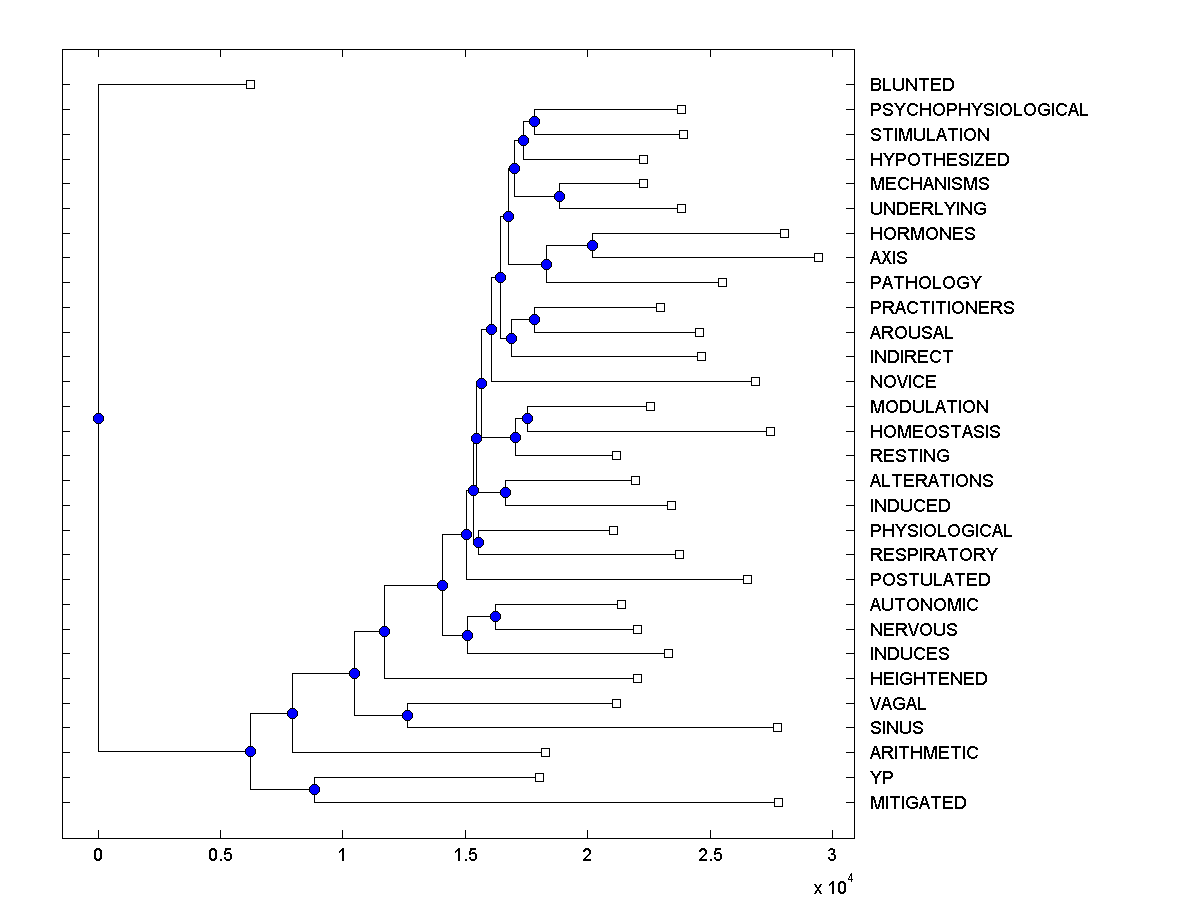 BLUNTED
PSYCHOPHYSIOLOGICAL
STIMULATION
HYPOTHESIZED
MECHANISMS
UNDERLYING
HORMONES
AXIS
PATHOLOGY
PRACTITIONERS
AROUSAL
INDIRECT
NOVICE
MODULATION
HOMEOSTASIS
RESTING
ALTERATIONS
INDUCED
PHYSIOLOGICAL
RESPIRATORY
POSTULATED
AUTONOMIC
NERVOUS
INDUCES
HEIGHTENED
VAGAL
SINUS
ARITHMETIC
YP
MITIGATED
0 0.5 1 1.5 2 2.5 3
x 10^4